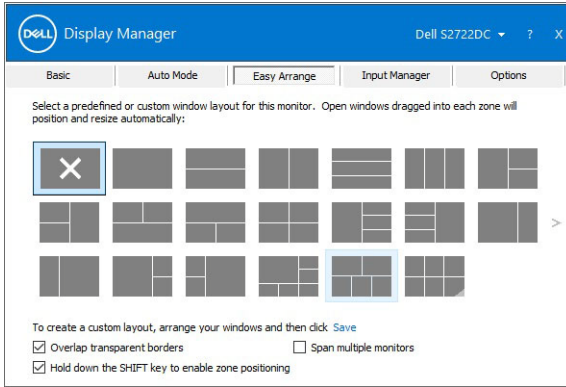 DELL Display Manager Dell S2722DC ? X
Basic Auto Mode Easy Arrange Input Manager Options
Select a predefined or custom window layout for this monitor. Open windows dragged into each zone will
position and resize automatically:
>
To create a custom layout, arrange your windows and then click Save
Overlap transparent borders Span multiple monitors
Hold down the SHIFT key to enable zone positioning